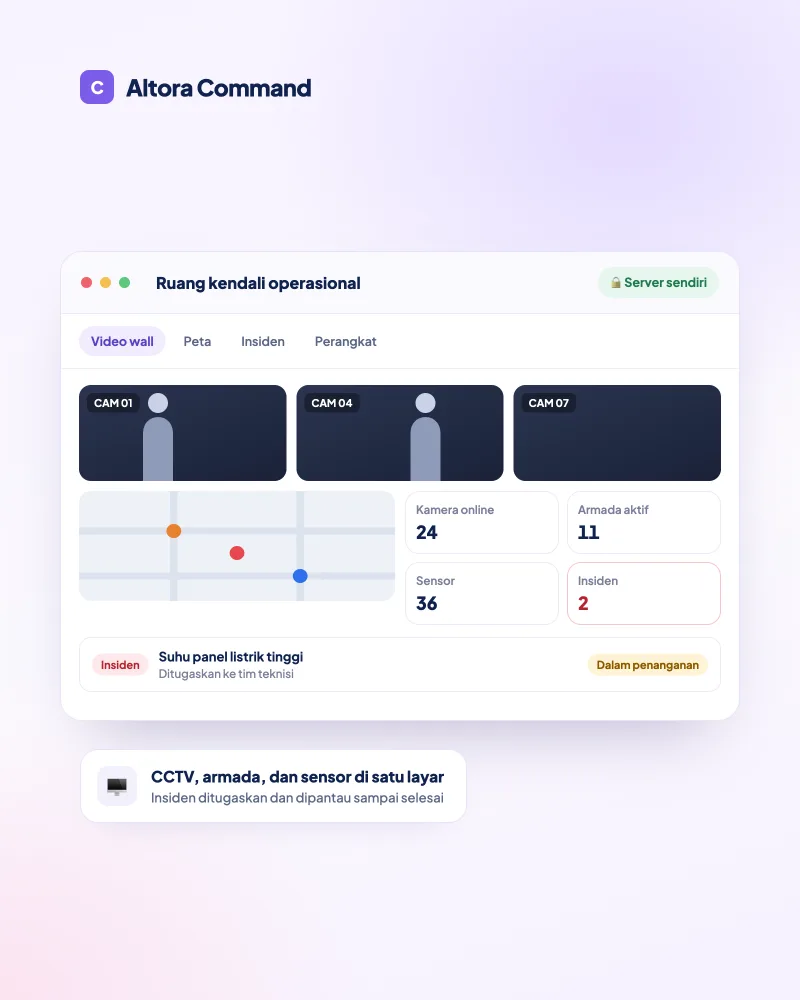 C Altora Command
Ruang kendali operasional
Server sendiri
Video wall Peta Insiden Perangkat
CAM 01
CAM 04
CAM 07
Kamera online
24
Armada aktif
11
Sensor
36
Insiden
2
Insiden
Suhu panel listrik tinggi
Ditugaskan ke tim teknisi
Dalam penanganan
CCTV, armada, dan sensor di satu layar
Insiden ditugaskan dan dipantau sampai selesai